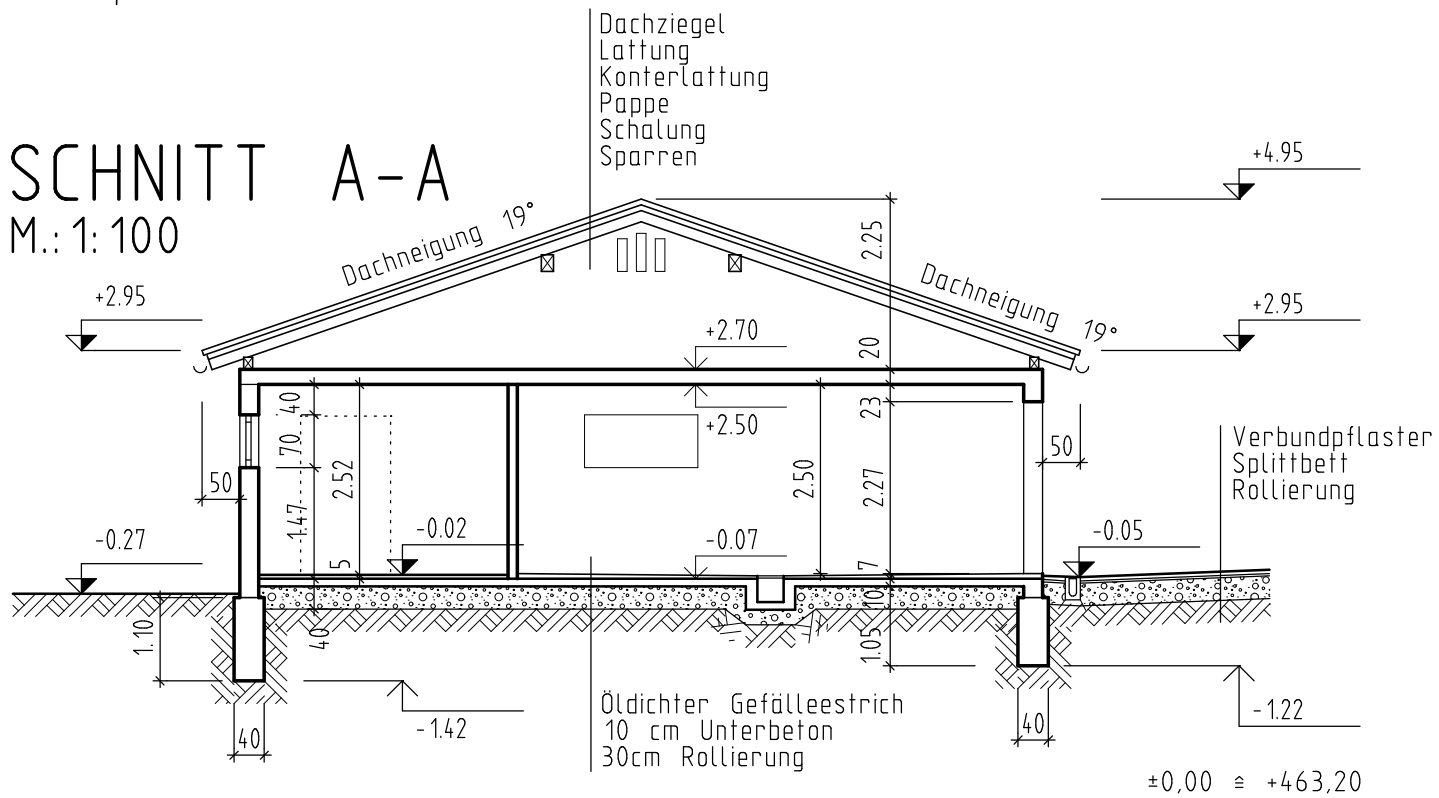 Dachziegel
Lattung
Konterlattung
Pappe
Schalung
Sparren
SCHNITT A-A
M.: 1: 100
+4.95
Dachneigung 19°
2.25
Dachneigung 19°
+2.95
+2.95
+2.70
20
40
23
+2.50
70
2.52
50
2.50
2.27
50
Verbundpflaster
Splittbett
Rollierung
1.47
-0.27
-0.02
-0.07
-0.05
5
7
10
1.10
40
1.05
-1.42
Öldichter Gefälleestrich
10 cm Unterbeton
30cm Rollierung
-1.22
40
40
±0,00 ≙ +463,20